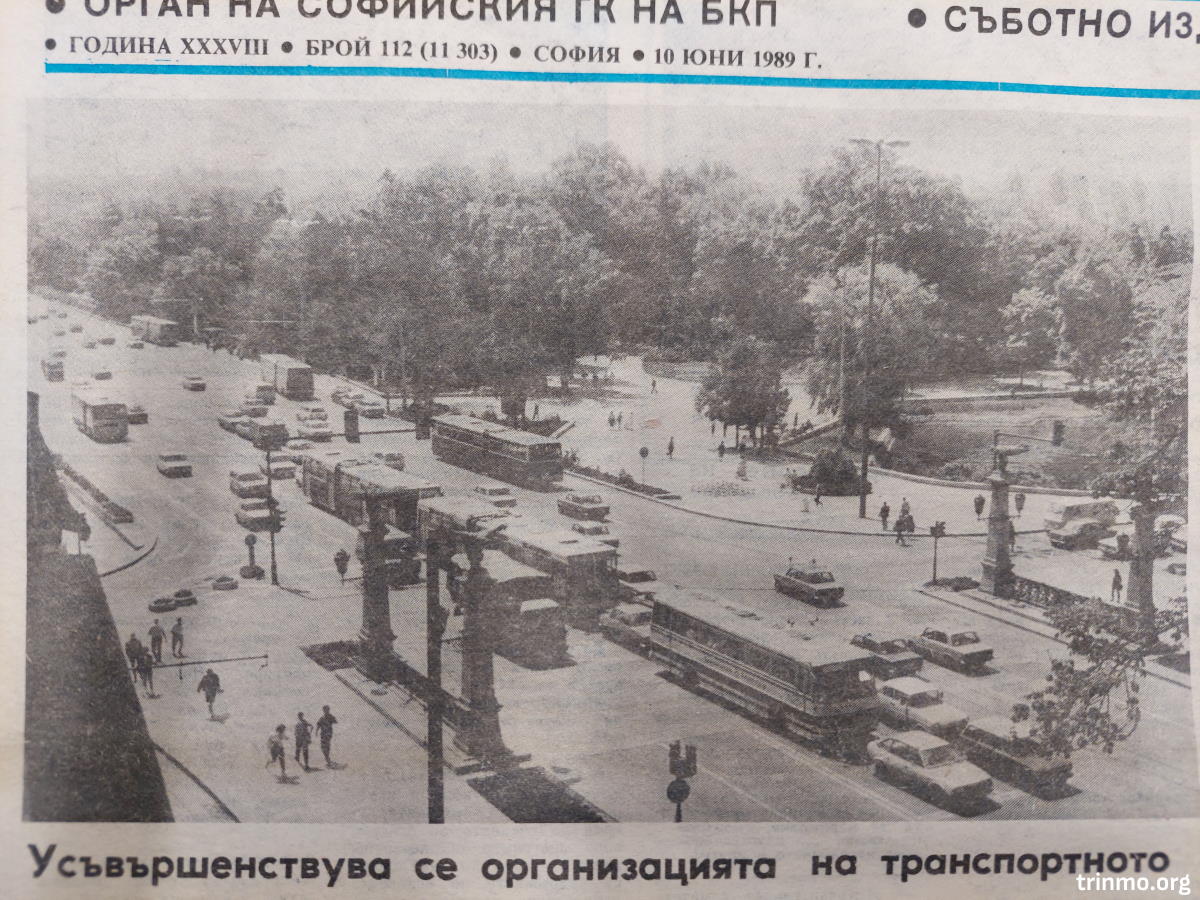 ● ОРГАН НА СОФИЙСКИЯ ГК НА БКП ● СЪБОТНО ИЗД
● ГОДИНА XXXVIII ● БРОЙ 112 (11 303) ● СОФИЯ ● 10 ЮНИ 1989 Г.
Усъвършенствува се организацията на транспортното
trinmo.org